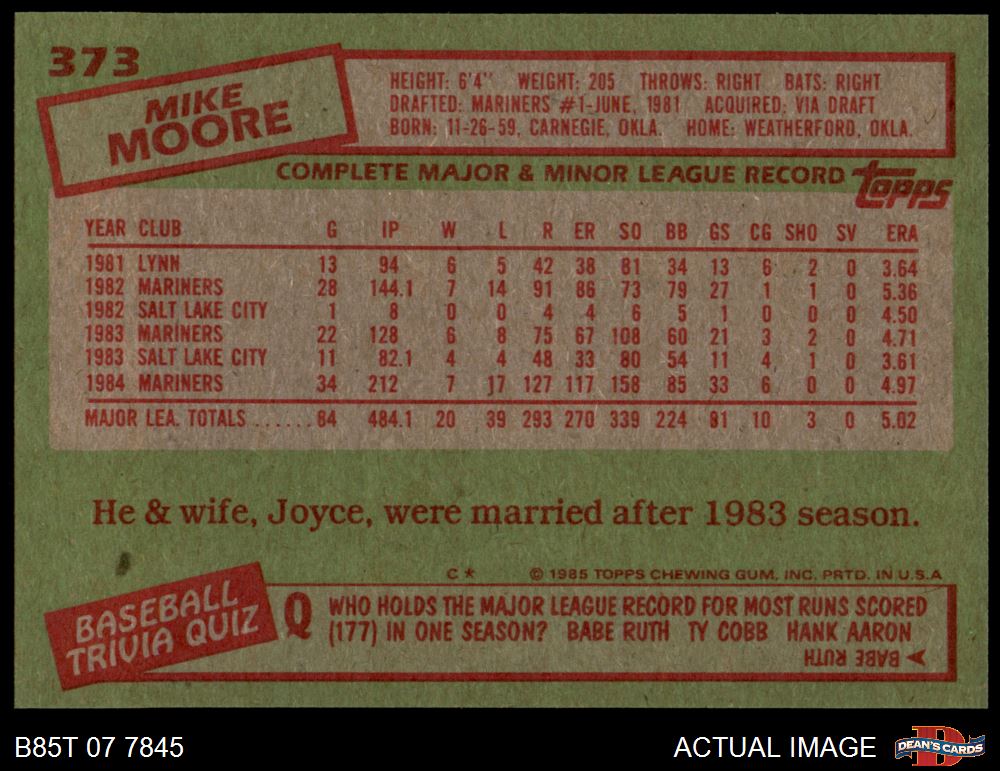 373
MIKE
MOORE
HEIGHT: 6'4" WEIGHT: 205 THROWS: RIGHT BATS: RIGHT
DRAFTED: MARINERS #1-JUNE, 1981 ACQUIRED: VIA DRAFT
BORN: 11-26-59, CARNEGIE, OKLA. HOME: WEATHERFORD, OKLA.
COMPLETE MAJOR & MINOR LEAGUE RECORD topps
YEAR CLUB G IP W L R ER SO BB GS CG SHO SV ERA
1981 LYNN 13 94 6 5 42 38 81 34 13 6 2 0 3.64
1982 MARINERS 28 144.1 7 14 91 86 73 79 27 1 1 0 5.36
1982 SALT LAKE CITY 1 8 0 0 4 4 6 5 1 0 0 0 4.50
1983 MARINERS 22 128 6 8 75 67 108 60 21 3 2 0 4.71
1983 SALT LAKE CITY 11 82.1 4 4 48 33 80 54 11 4 1 0 3.61
1984 MARINERS 34 212 7 17 127 117 158 85 33 6 0 0 4.97
MAJOR LEA. TOTALS ...... 84 484.1 20 39 293 270 339 224 81 10 3 0 5.02
He & wife, Joyce, were married after 1983 season.
C * © 1985 TOPPS CHEWING GUM, INC. PRTD. IN U.S.A
BASEBALL
TRIVIA QUIZ
Q WHO HOLDS THE MAJOR LEAGUE RECORD FOR MOST RUNS SCORED
(177) IN ONE SEASON? BABE RUTH TY COBB HANK AARON
BABE RUTH
B85T 07 7845
ACTUAL IMAGE
D
DEAN'S CARDS